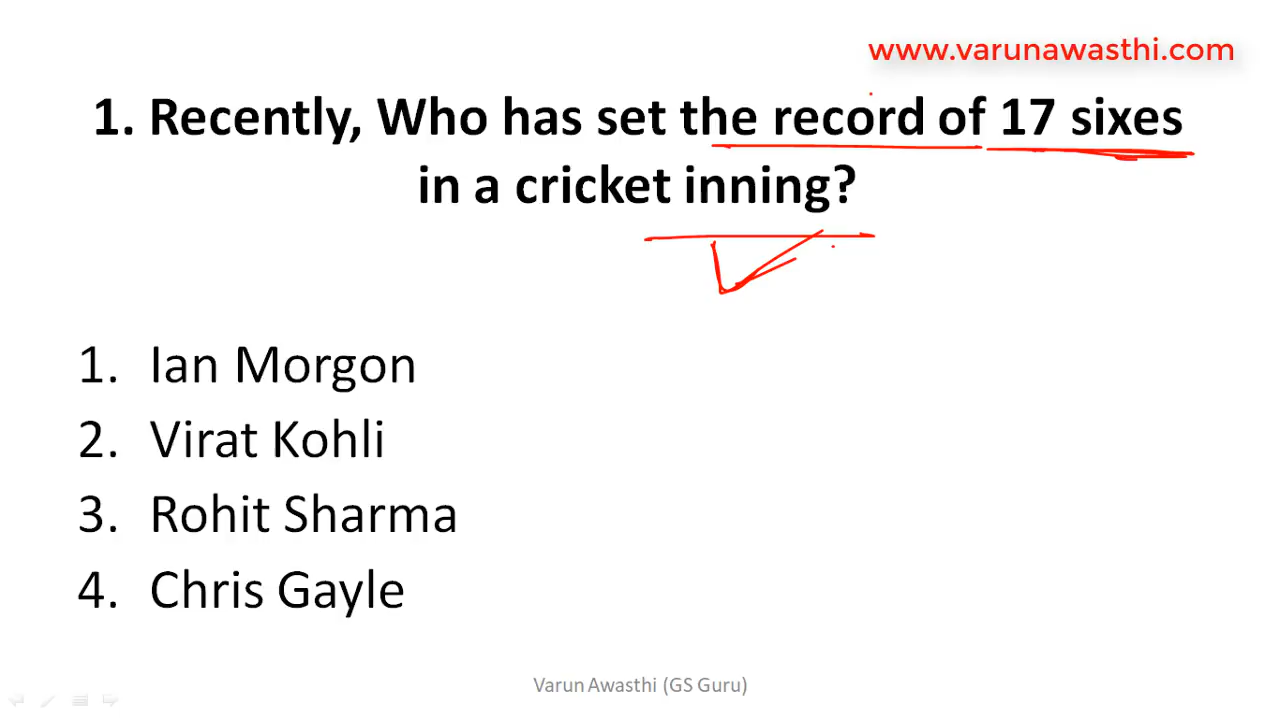 www.varunawasthi.com
1. Recently, Who has set the record of 17 sixes
in a cricket inning?
1. Ian Morgon
2. Virat Kohli
3. Rohit Sharma
4. Chris Gayle
Varun Awasthi (GS Guru)